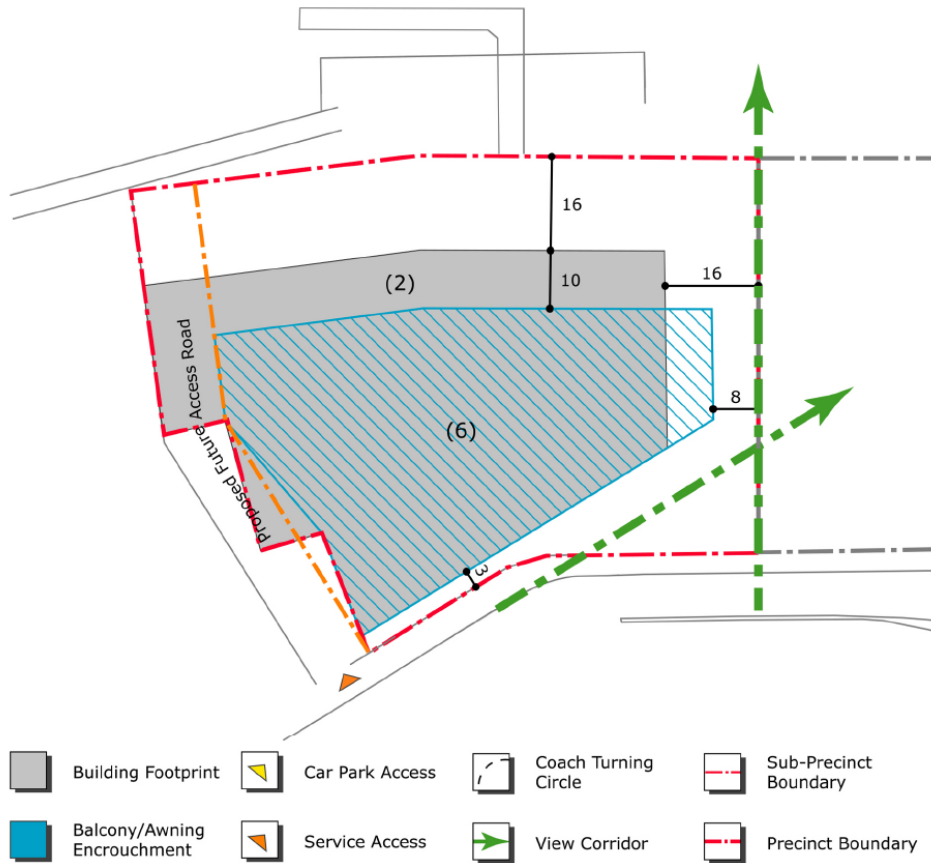 16
(2)
10
16
8
(6)
Proposed Future Access Road
3
Building Footprint
Car Park Access
Coach Turning
Circle
Sub-Precinct
Boundary
Balcony/Awning
Encrouchment
Service Access
View Corridor
Precinct Boundary